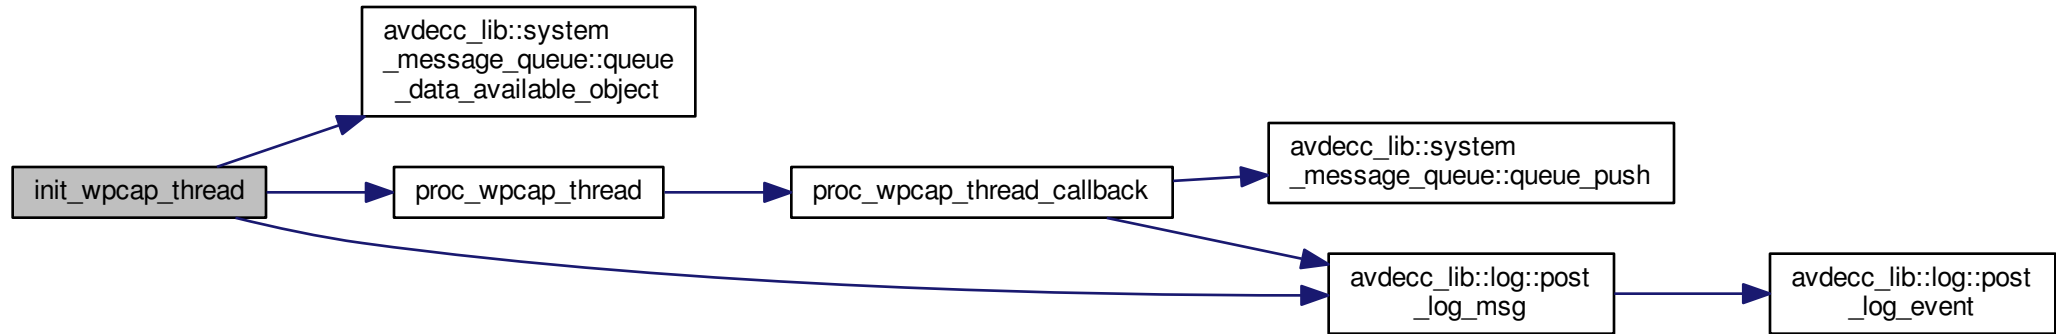 avdecc_lib::system
_message_queue::queue
_data_available_object
init_wpcap_thread
proc_wpcap_thread
proc_wpcap_thread_callback
avdecc_lib::system
_message_queue::queue_push
avdecc_lib::log::post
_log_msg
avdecc_lib::log::post
_log_event